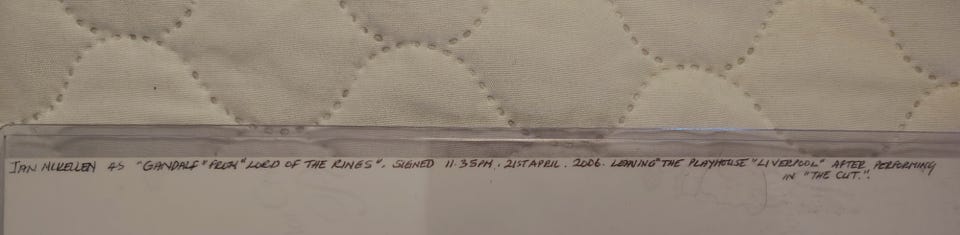 IAN MCKELLEN AS "GANDALF" FROM "LORD OF THE RINGS". SIGNED 11.35PM. 21ST APRIL. 2006. LEAVING "THE PLAYHOUSE "LIVERPOOL" AFTER PERFORMING
IN "THE CUT."